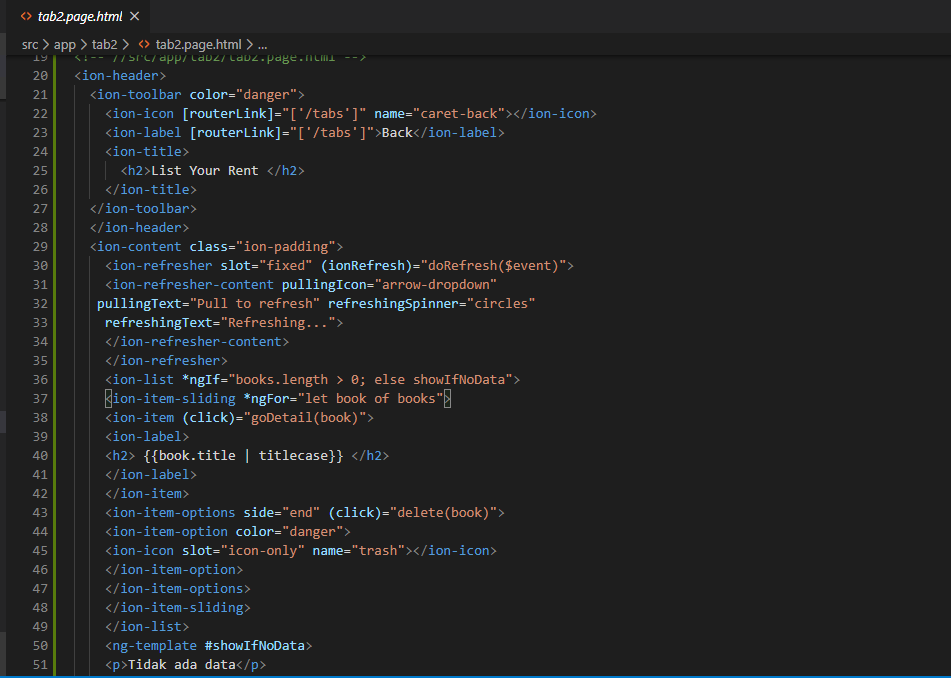 tab2.page.html
src > app > tab2 > tab2.page.html > ...
19 <!-- //src/app/tab2/tab2.page.html -->
20 <ion-header>
21 <ion-toolbar color="danger">
22 <ion-icon [routerLink]="['/tabs']" name="caret-back"></ion-icon>
23 <ion-label [routerLink]="['/tabs']">Back</ion-label>
24 <ion-title>
25 <h2>List Your Rent </h2>
26 </ion-title>
27 </ion-toolbar>
28 </ion-header>
29 <ion-content class="ion-padding">
30 <ion-refresher slot="fixed" (ionRefresh)="doRefresh($event)">
31 <ion-refresher-content pullingIcon="arrow-dropdown"
32 pullingText="Pull to refresh" refreshingSpinner="circles"
33 refreshingText="Refreshing...">
34 </ion-refresher-content>
35 </ion-refresher>
36 <ion-list *ngIf="books.length > 0; else showIfNoData">
37 <ion-item-sliding *ngFor="let book of books">
38 <ion-item (click)="goDetail(book)">
39 <ion-label>
40 <h2> {{book.title | titlecase}} </h2>
41 </ion-label>
42 </ion-item>
43 <ion-item-options side="end" (click)="delete(book)">
44 <ion-item-option color="danger">
45 <ion-icon slot="icon-only" name="trash"></ion-icon>
46 </ion-item-option>
47 </ion-item-options>
48 </ion-item-sliding>
49 </ion-list>
50 <ng-template #showIfNoData>
51 <p>Tidak ada data</p>